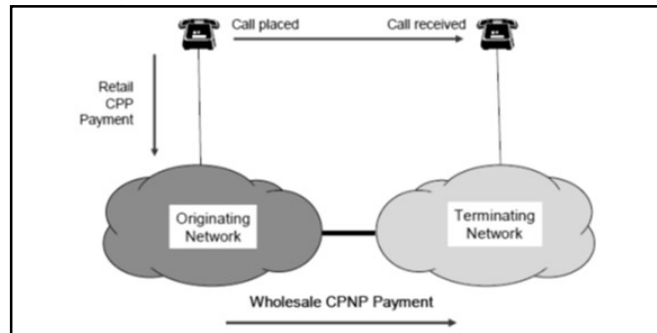 Call placed
Call received
Retail
CPP
Payment
Originating
Network
Terminating
Network
Wholesale CPNP Payment